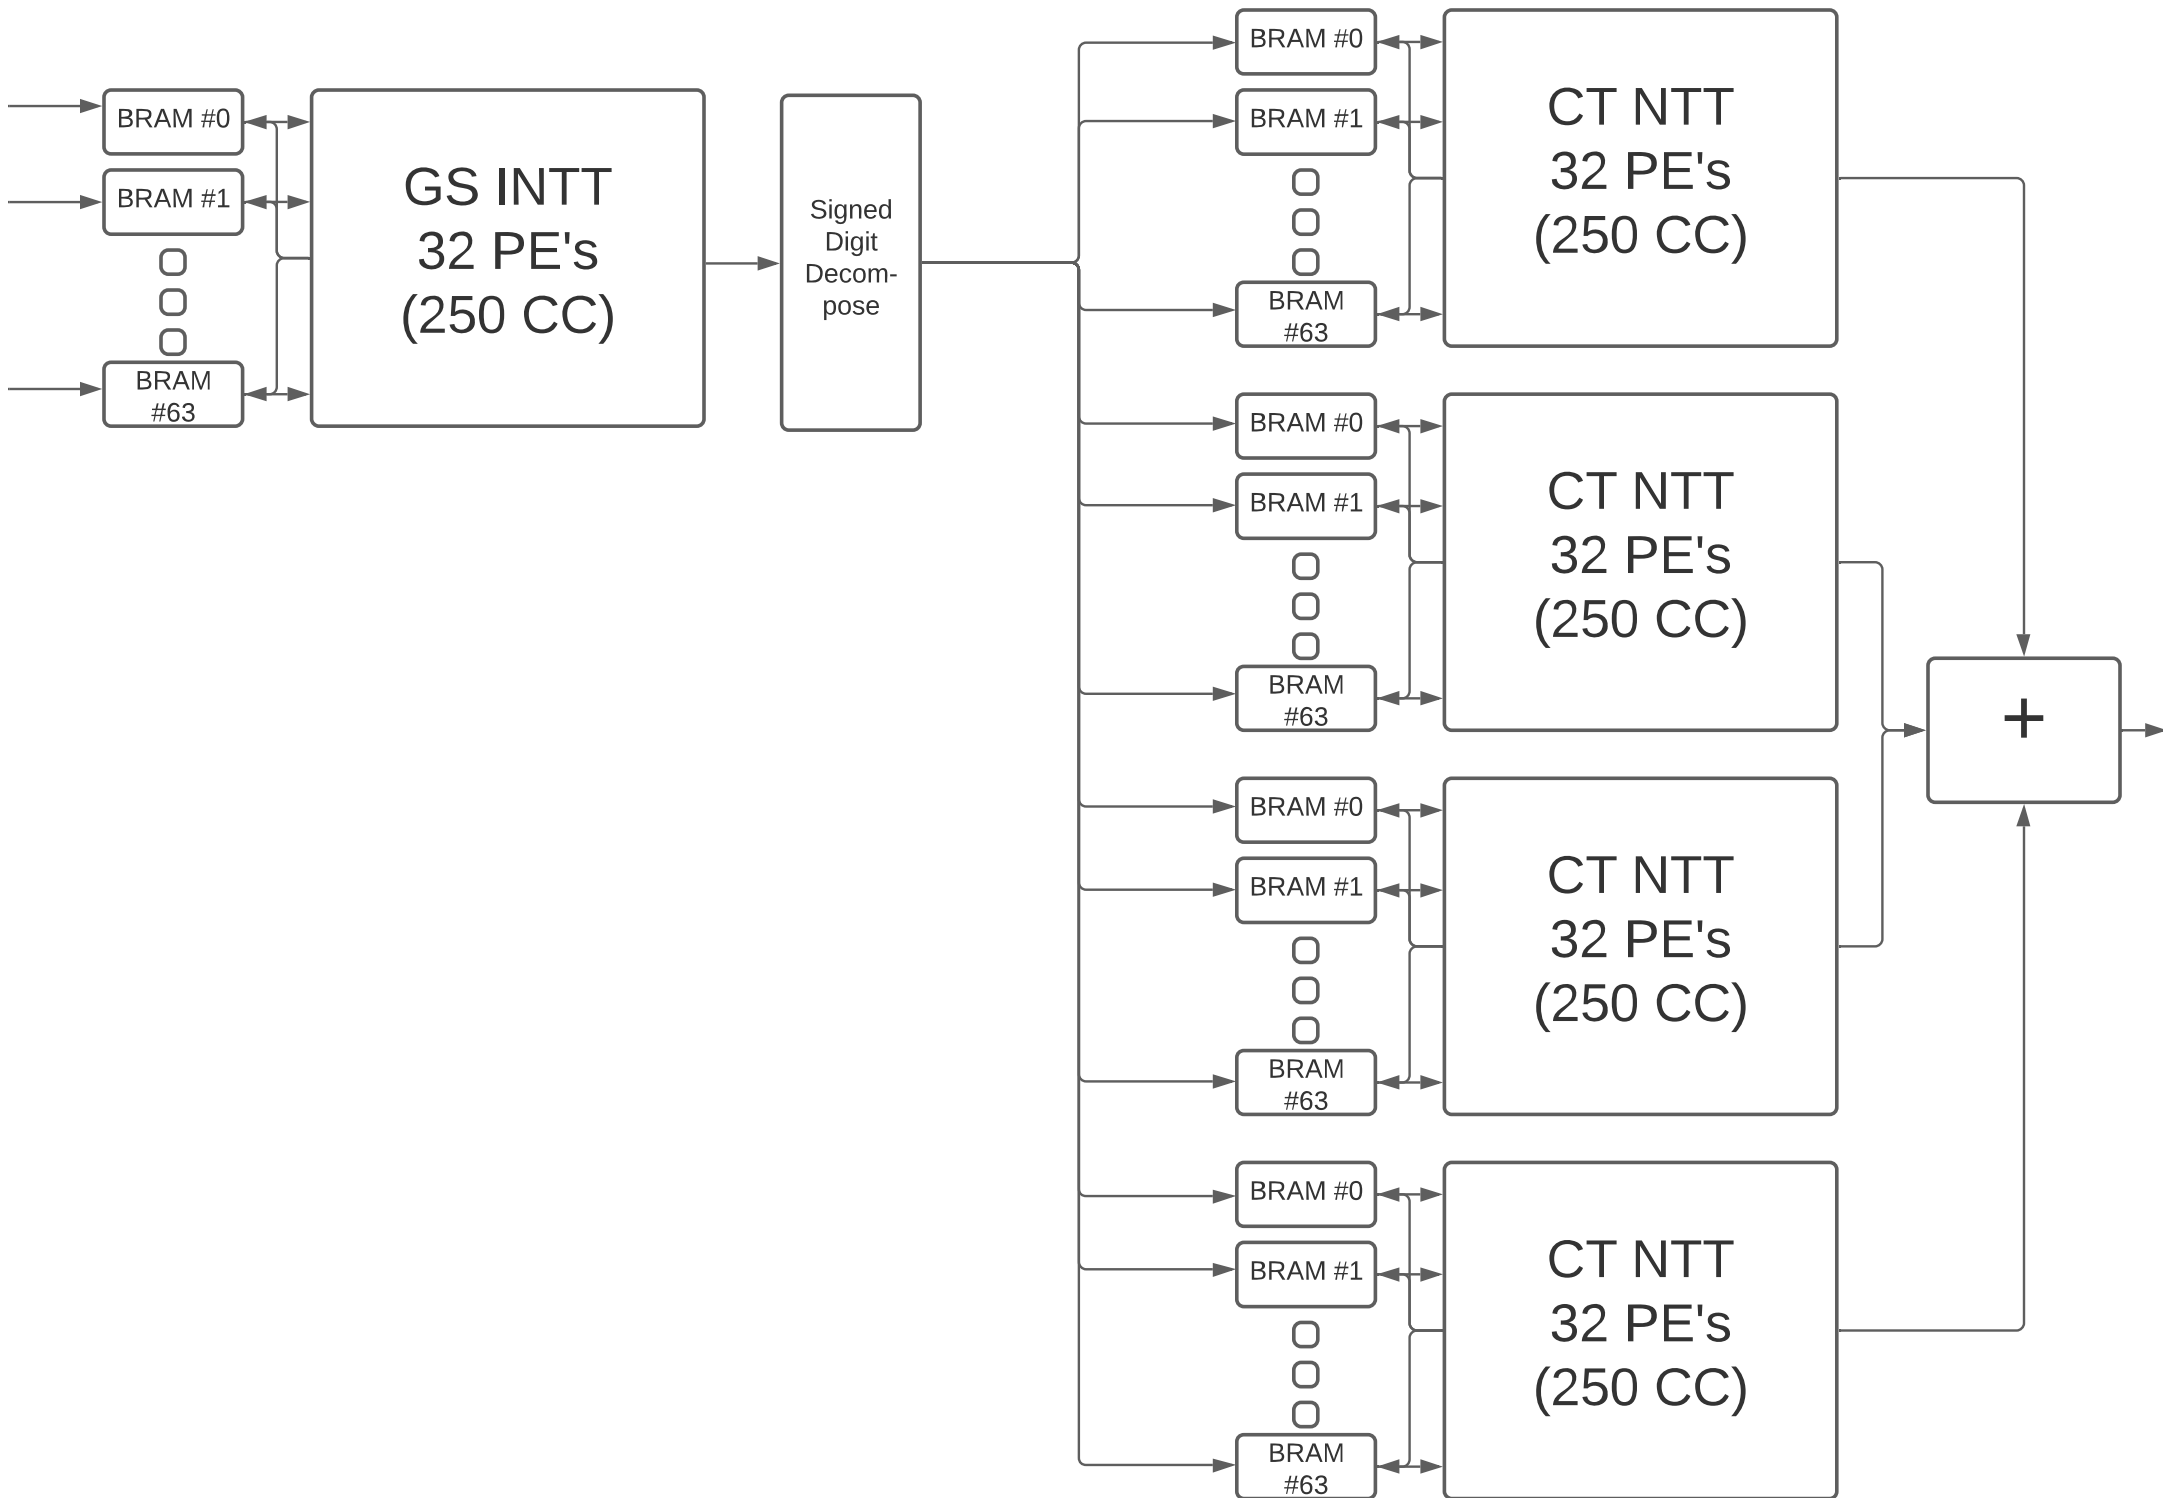 BRAM #0
BRAM #1
BRAM
#63
GS INTT
32 PE's
(250 CC)
Signed
Digit
Decom-
pose
BRAM #0
BRAM #1
BRAM
#63
CT NTT
32 PE's
(250 CC)
BRAM #0
BRAM #1
BRAM
#63
CT NTT
32 PE's
(250 CC)
BRAM #0
BRAM #1
BRAM
#63
CT NTT
32 PE's
(250 CC)
BRAM #0
BRAM #1
BRAM
#63
CT NTT
32 PE's
(250 CC)
+